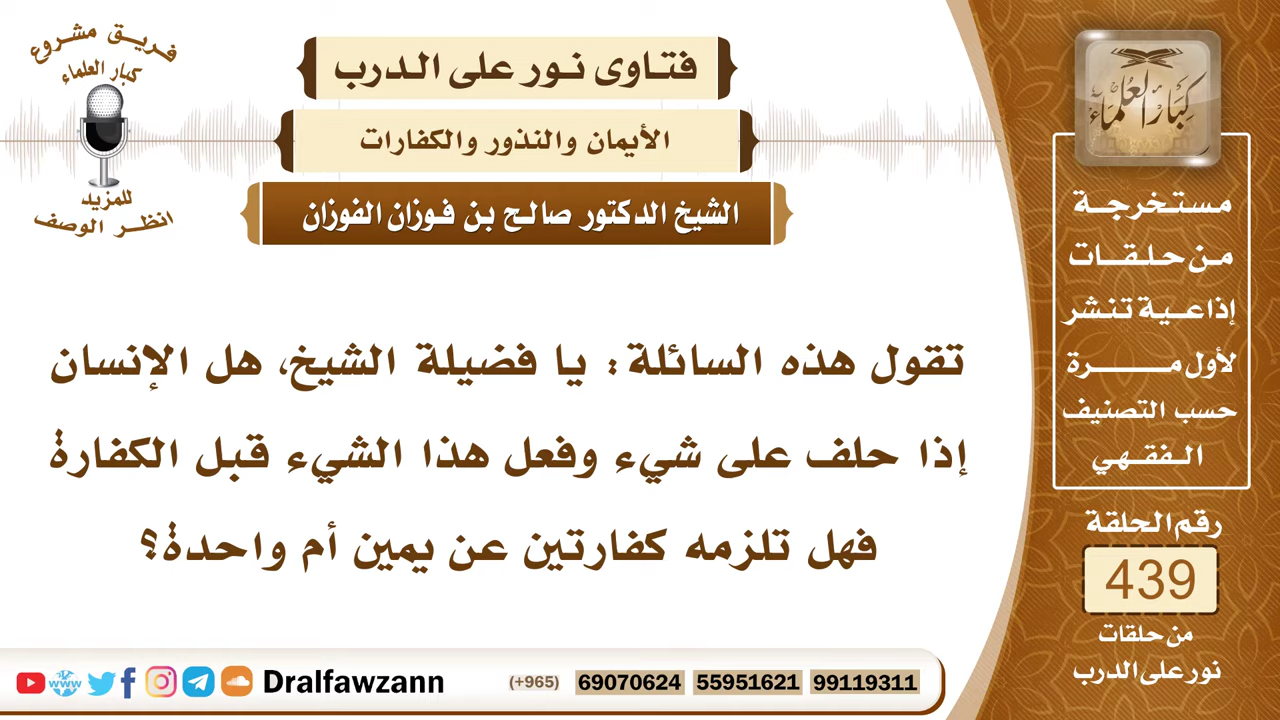 فريق مشروع
كبار العلماء
للمزيد
انظر الوصف
فتاوى نور على الدرب
الأيمان والنذور والكفارات
الشيخ الدكتور صالح بن فوزان الفوزان
تقول هذه السائلة: يا فضيلة الشيخ، هل الإنسان
إذا حلف على شيء وفعل هذا الشيء قبل الكفارة
فهل تلزمه كفارتين عن يمين أم واحدة؟
كبار العلماء
مستخرجة
من حلقات
إذاعية تنشر
لأول مرة
حسب التصنيف
الفقهي
رقم الحلقة
439
من حلقات
نور على الدرب
www Dralfawzann (+965) 69070624 55951621 99119311